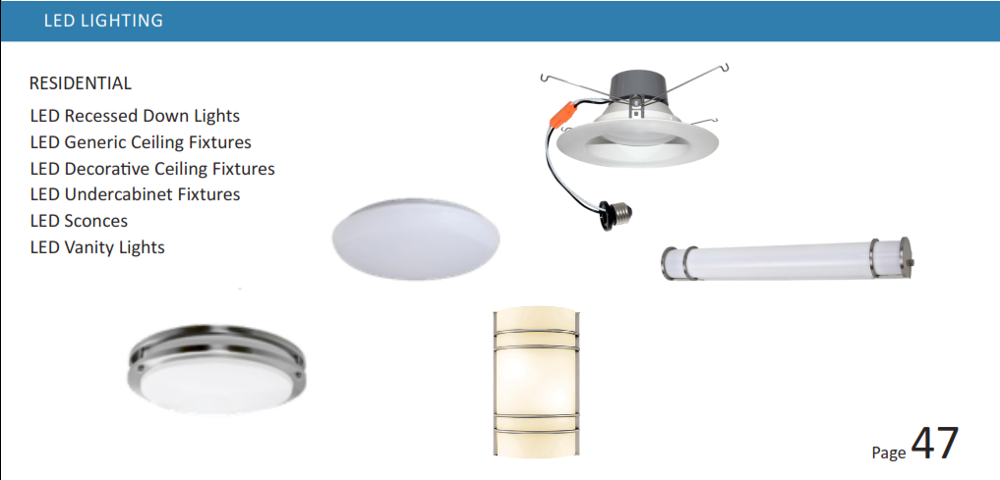 LED LIGHTING
RESIDENTIAL
LED Recessed Down Lights
LED Generic Ceiling Fixtures
LED Decorative Ceiling Fixtures
LED Undercabinet Fixtures
LED Sconces
LED Vanity Lights
Page 47